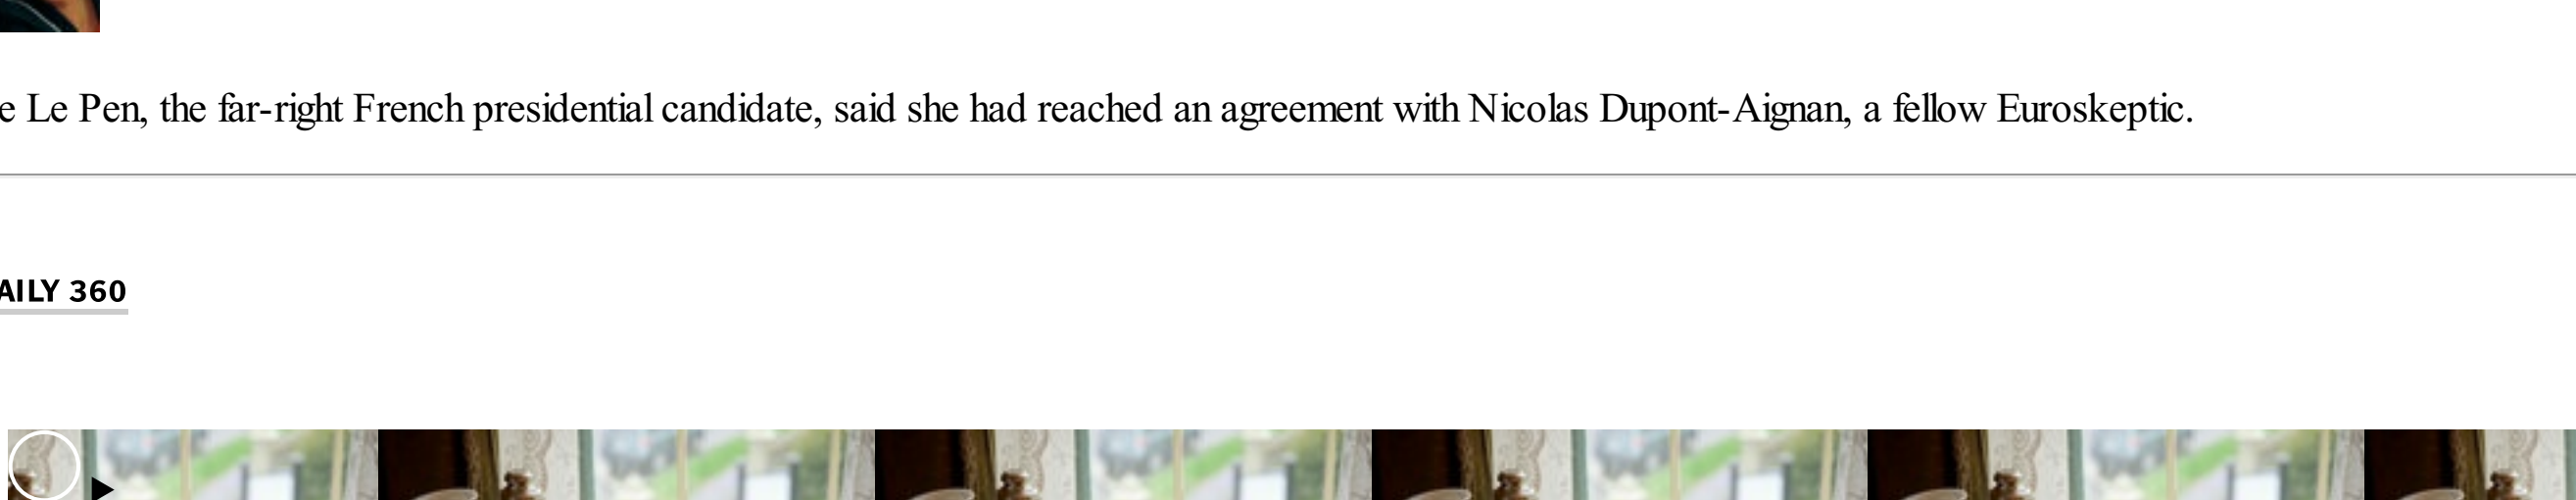 e Le Pen, the far-right French presidential candidate, said she had reached an agreement with Nicolas Dupont-Aignan, a fellow Euroskeptic.
AILY 360